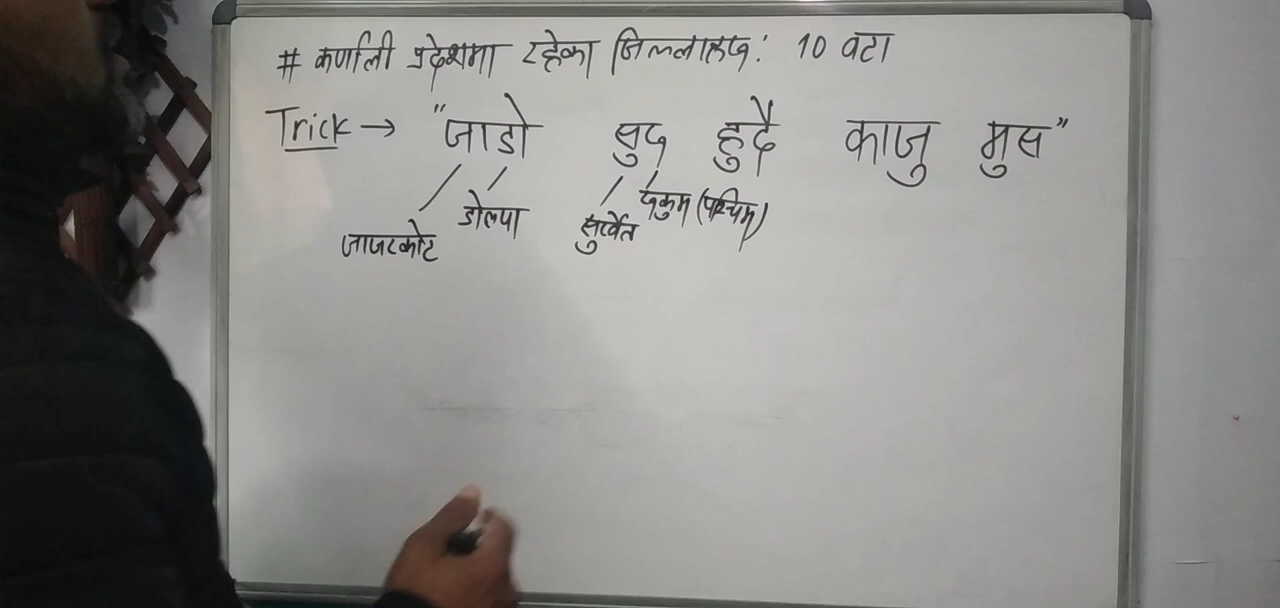 # कर्णाली प्रदेशमा रहेका जिल्लाहरु: 10 वटा
Trick → "जाडो सुद हुदै काजु मुस"
जाजरकोट डोल्पा सुर्खेत रुकुम (पश्चिम)